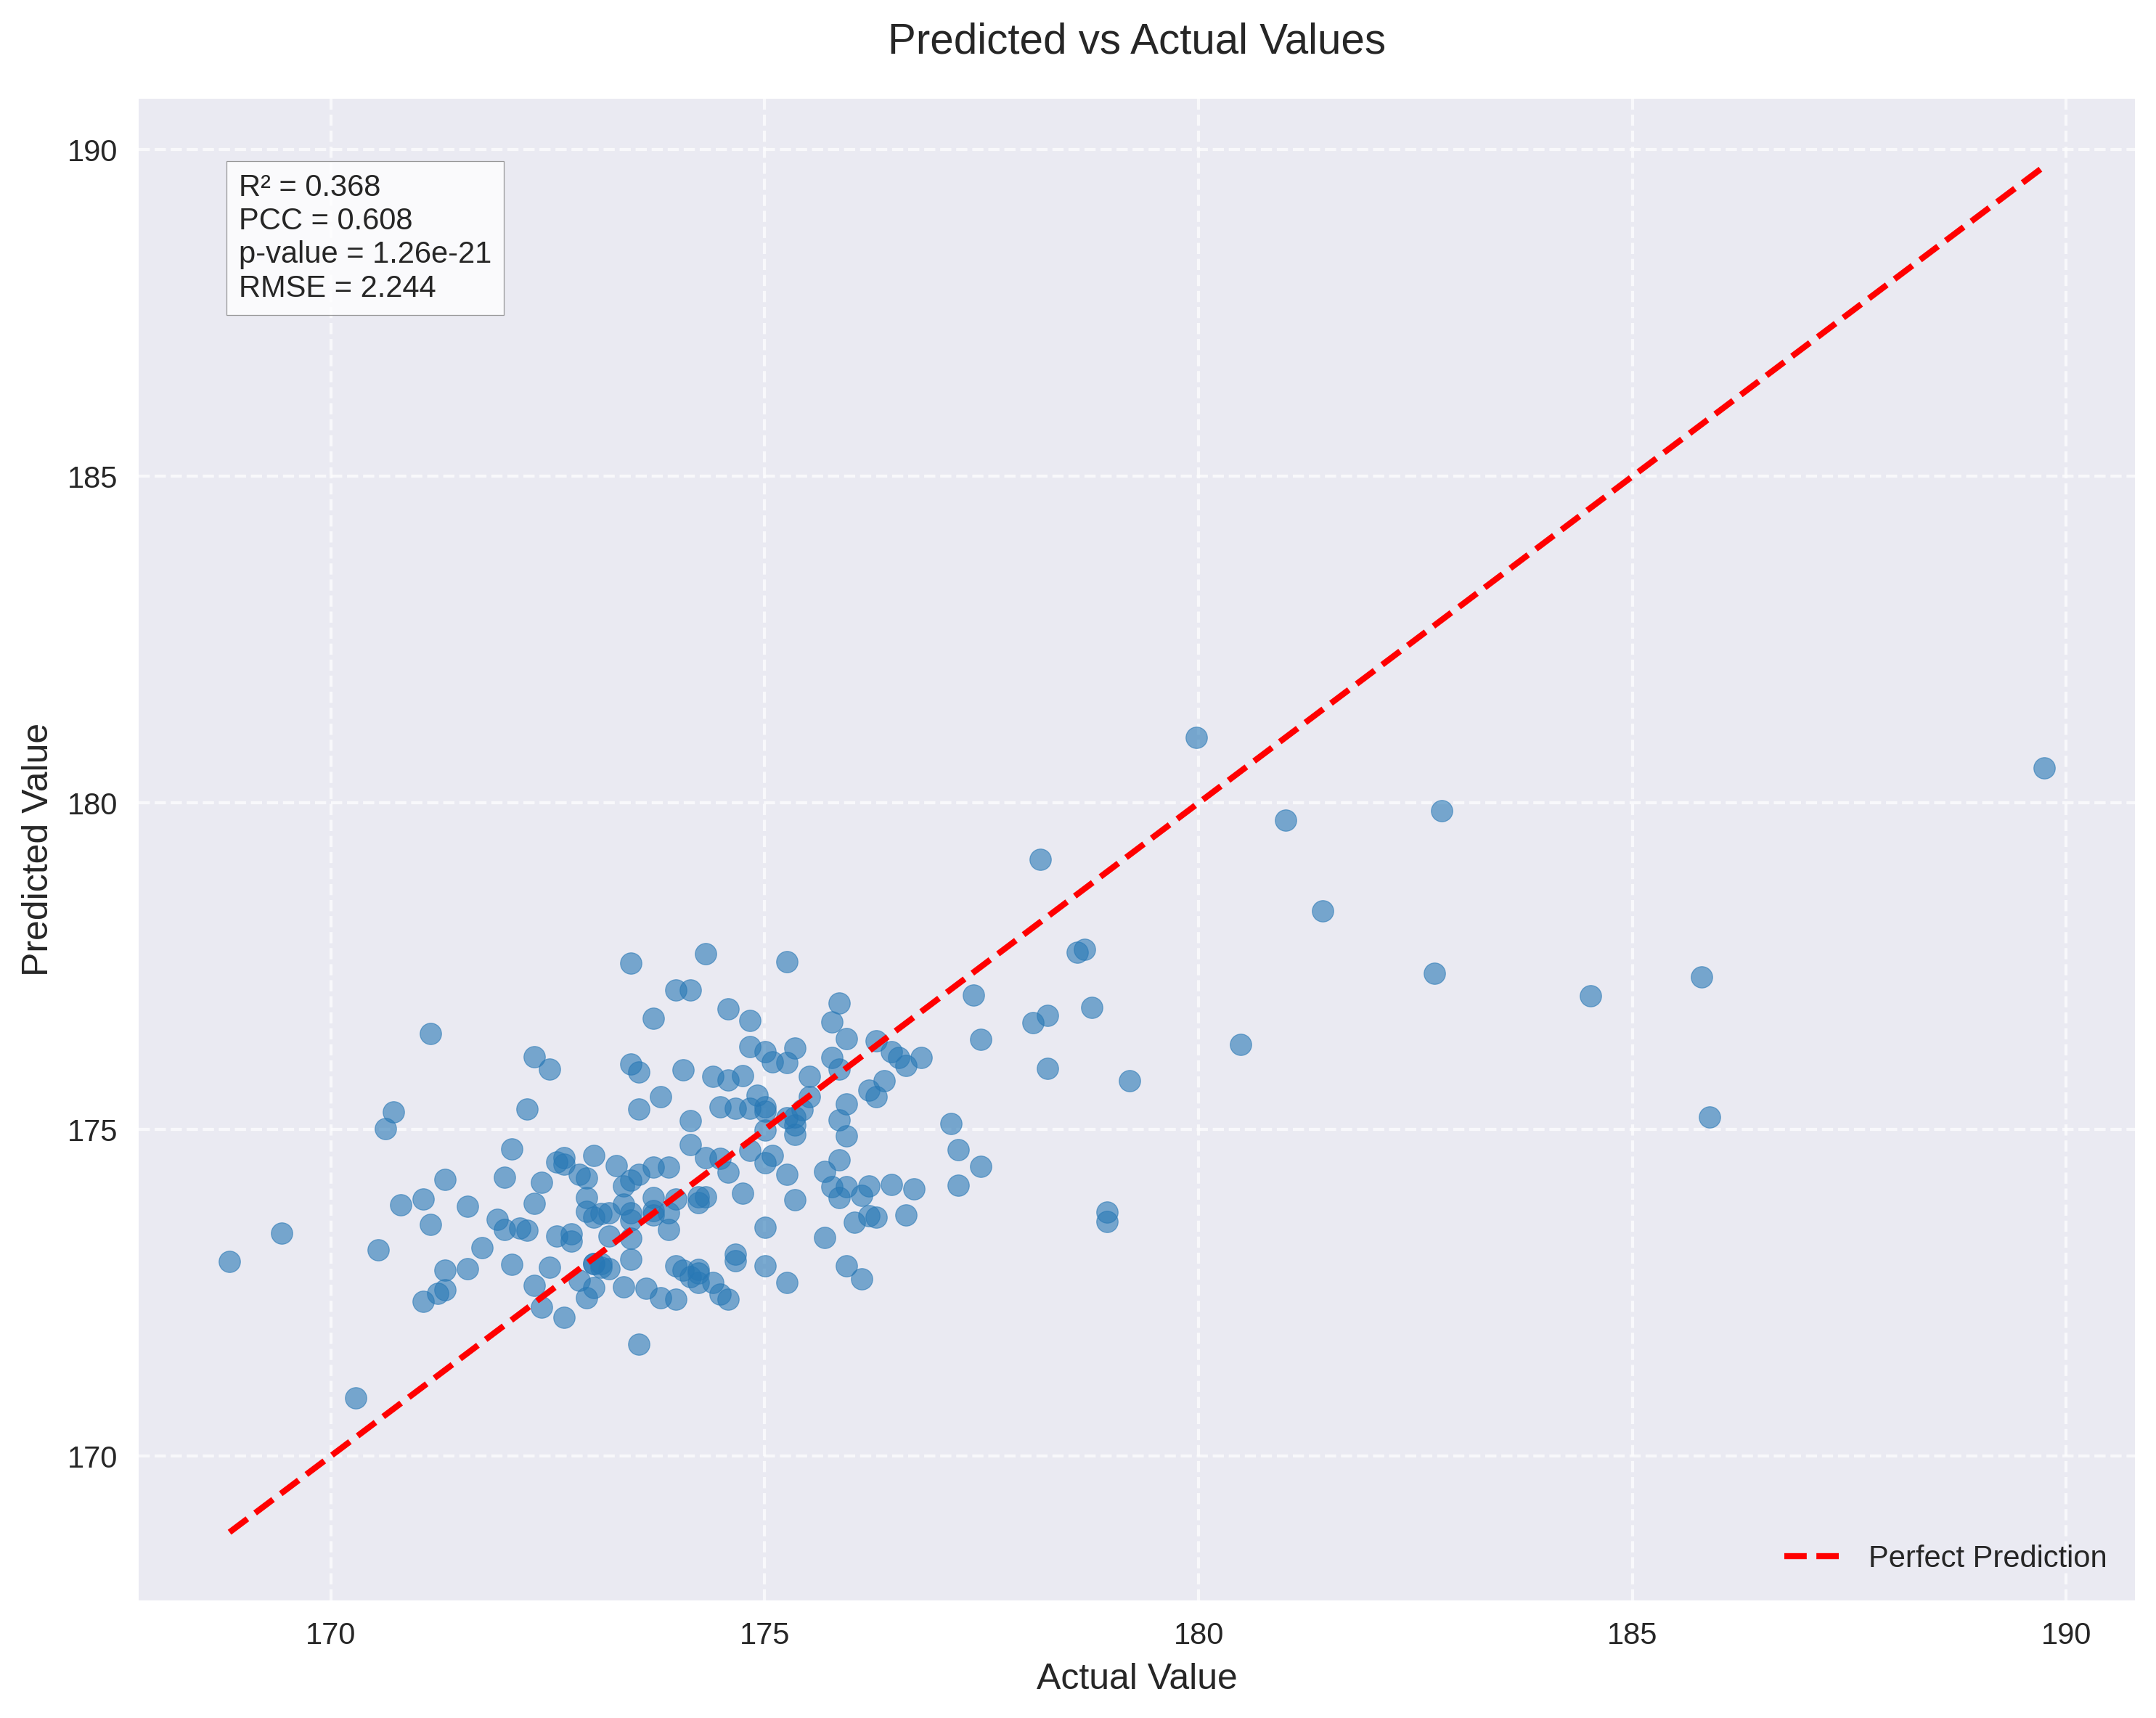 Predicted vs Actual Values
190
185
180
175
170
R² = 0.368
PCC = 0.608
p-value = 1.26e-21
RMSE = 2.244
Predicted Value
Perfect Prediction
170 175 180 185 190
Actual Value